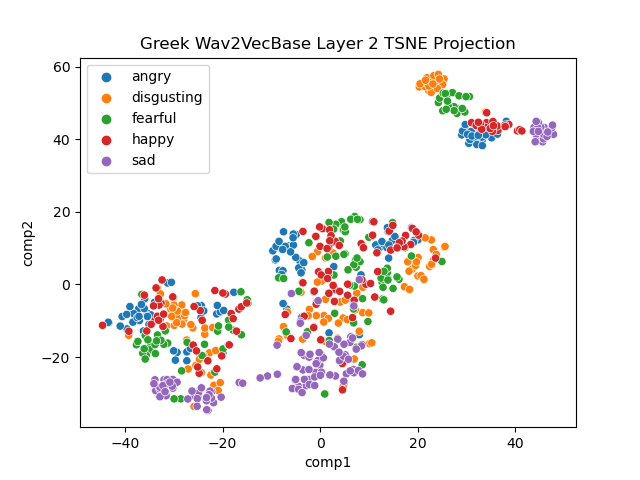 Greek Wav2VecBase Layer 2 TSNE Projection
angry
disgusting
fearful
happy
sad
60
40
20
0
−20
comp2
−40 −20 0 20 40
comp1